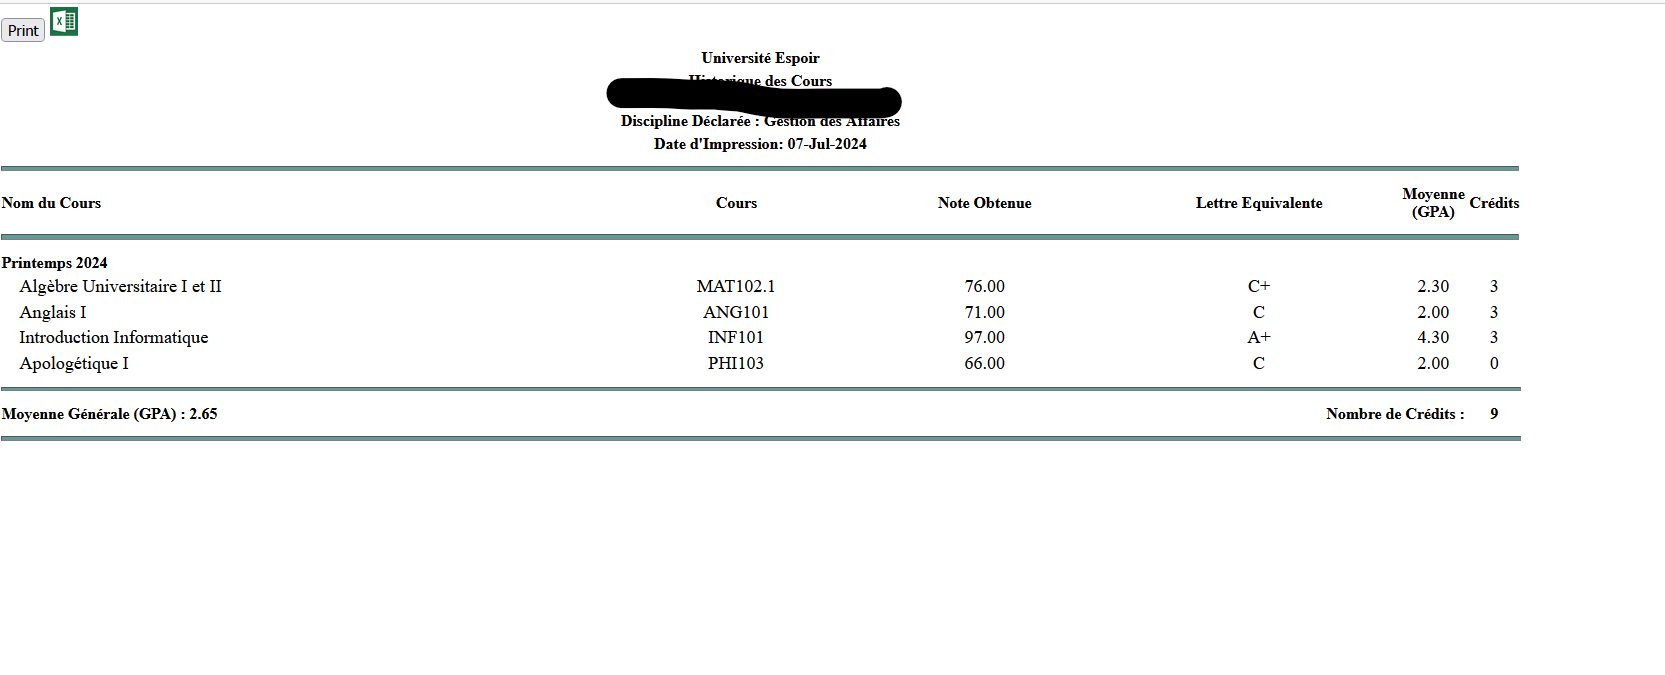 Print
Université Espoir
Historique des Cours
Discipline Déclarée : Gestion des Affaires
Date d'Impression: 07-Jul-2024
Nom du Cours Cours Note Obtenue Lettre Equivalente Moyenne (GPA) Crédits
Printemps 2024
Algèbre Universitaire I et II MAT102.1 76.00 C+ 2.30 3
Anglais I ANG101 71.00 C 2.00 3
Introduction Informatique INF101 97.00 A+ 4.30 3
Apologétique I PHI103 66.00 C 2.00 0
Moyenne Générale (GPA) : 2.65 Nombre de Crédits : 9